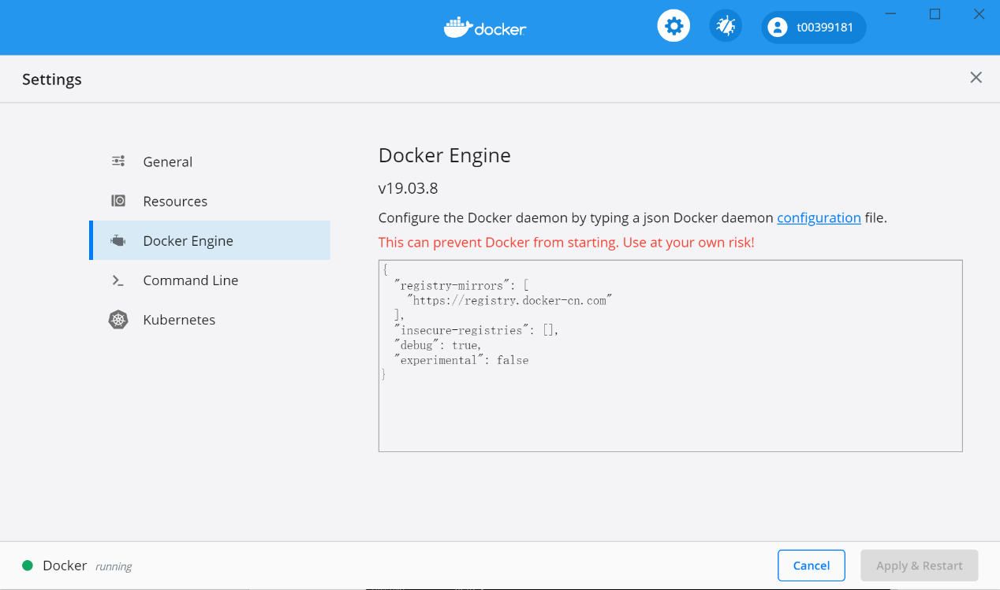 docker
t00399181
Settings
General
Resources
Docker Engine
Command Line
Kubernetes
Docker Engine
v19.03.8
Configure the Docker daemon by typing a json Docker daemon configuration file.
This can prevent Docker from starting. Use at your own risk!
{
"registry-mirrors": [
"https://registry.docker-cn.com"
],
"insecure-registries": [],
"debug": true,
"experimental": false
}
Docker running
Cancel
Apply & Restart